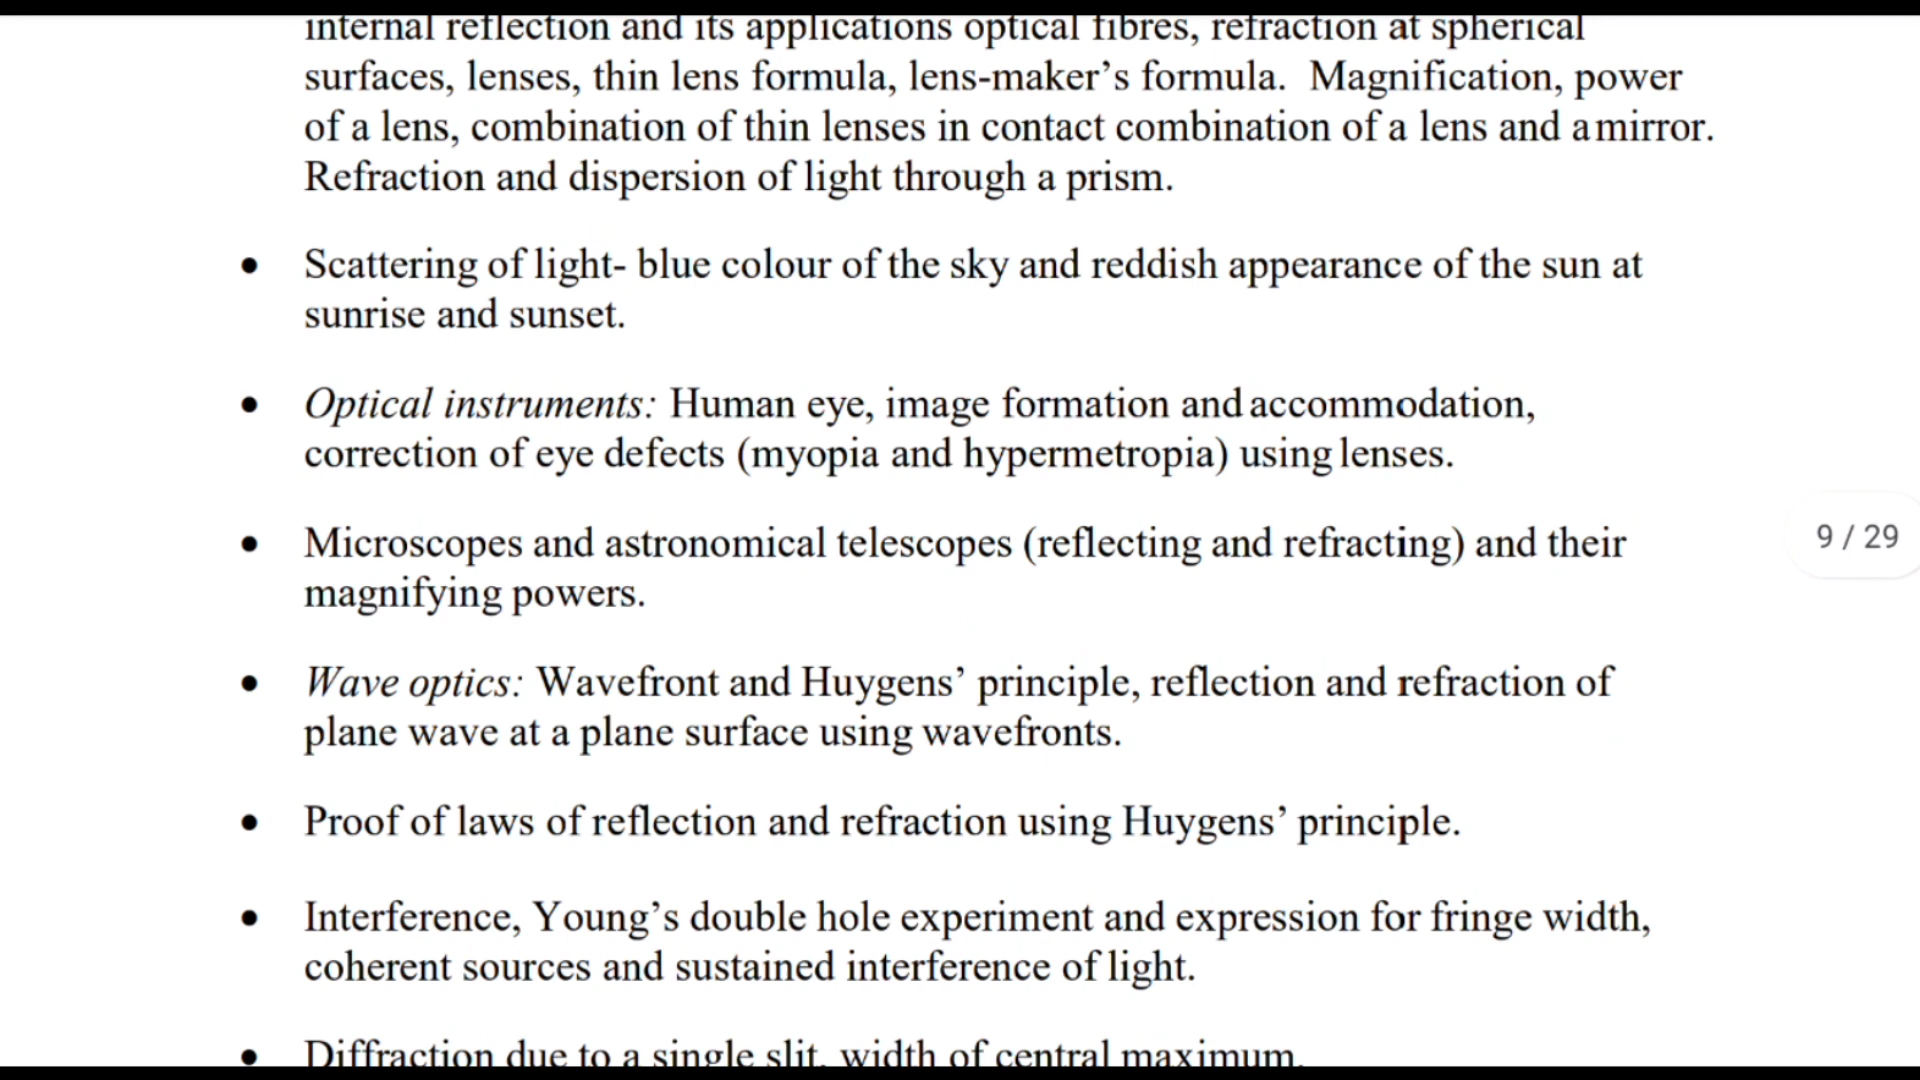 internal reflection and its applications optical fibres, refraction at spherical
surfaces, lenses, thin lens formula, lens-maker’s formula.  Magnification, power
of a lens, combination of thin lenses in contact combination of a lens and a mirror.
Refraction and dispersion of light through a prism.
• Scattering of light- blue colour of the sky and reddish appearance of the sun at
sunrise and sunset.
• Optical instruments: Human eye, image formation and accommodation,
correction of eye defects (myopia and hypermetropia) using lenses.
• Microscopes and astronomical telescopes (reflecting and refracting) and their
magnifying powers.
9 / 29
• Wave optics: Wavefront and Huygens’ principle, reflection and refraction of
plane wave at a plane surface using wavefronts.
• Proof of laws of reflection and refraction using Huygens’ principle.
• Interference, Young’s double hole experiment and expression for fringe width,
coherent sources and sustained interference of light.
• Diffraction due to a single slit, width of central maximum.